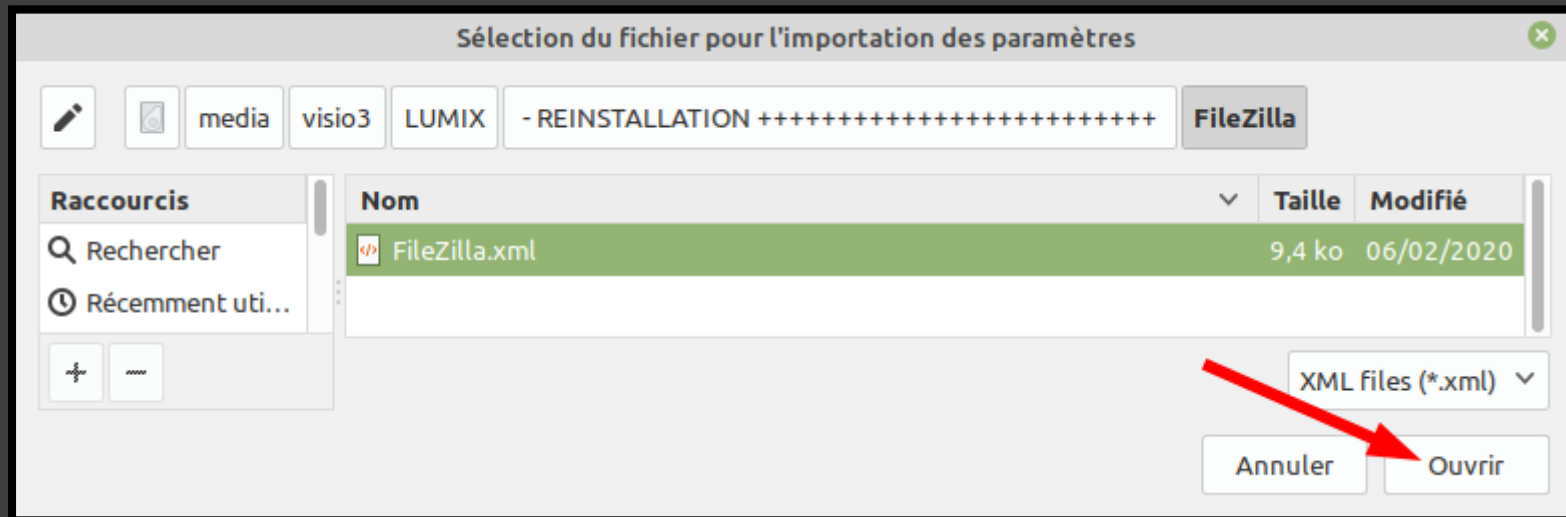 Sélection du fichier pour l'importation des paramètres
media visio3 LUMIX - REINSTALLATION +++++++++++++++++++++++++ FileZilla
Raccourcis Nom Taille Modifié
Rechercher FileZilla.xml 9,4 ko 06/02/2020
Récemment uti...
XML files (*.xml)
Annuler Ouvrir